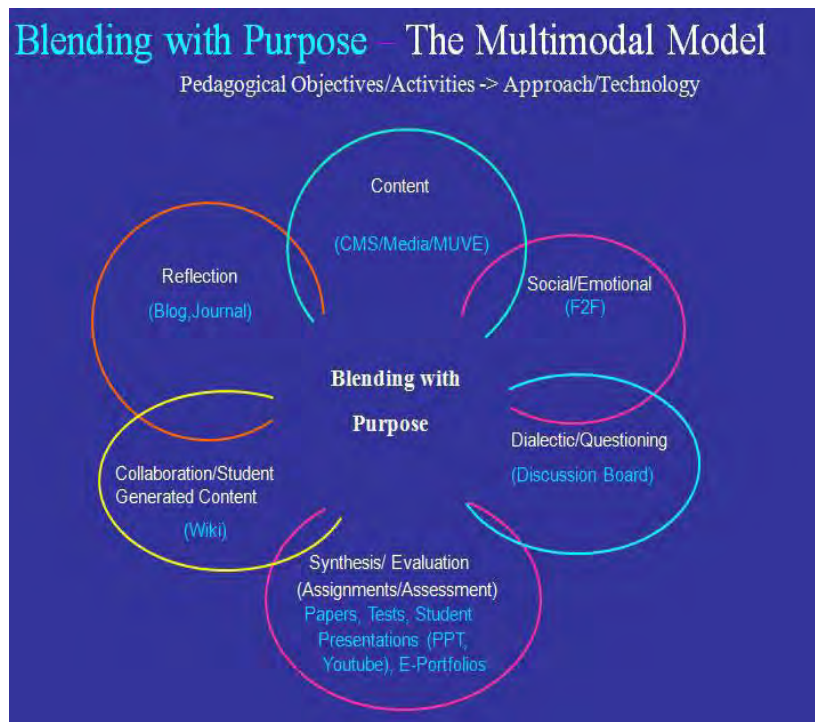 Blending with Purpose – The Multimodal Model
Pedagogical Objectives/Activities -> Approach/Technology
Content
(CMS/Media/MUVE)
Reflection
(Blog,Journal)
Social/Emotional
(F2F)
Blending with
Purpose
Dialectic/Questioning
(Discussion Board)
Collaboration/Student
Generated Content
(Wiki)
Synthesis/ Evaluation
(Assignments/Assessment)
Papers, Tests, Student
Presentations (PPT,
Youtube), E-Portfolios